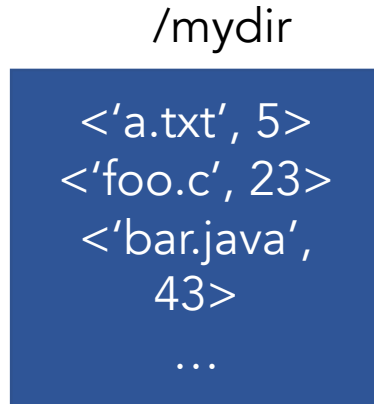 /mydir
<‘a.txt’, 5>
<‘foo.c’, 23>
<‘bar.java’,
43>
…